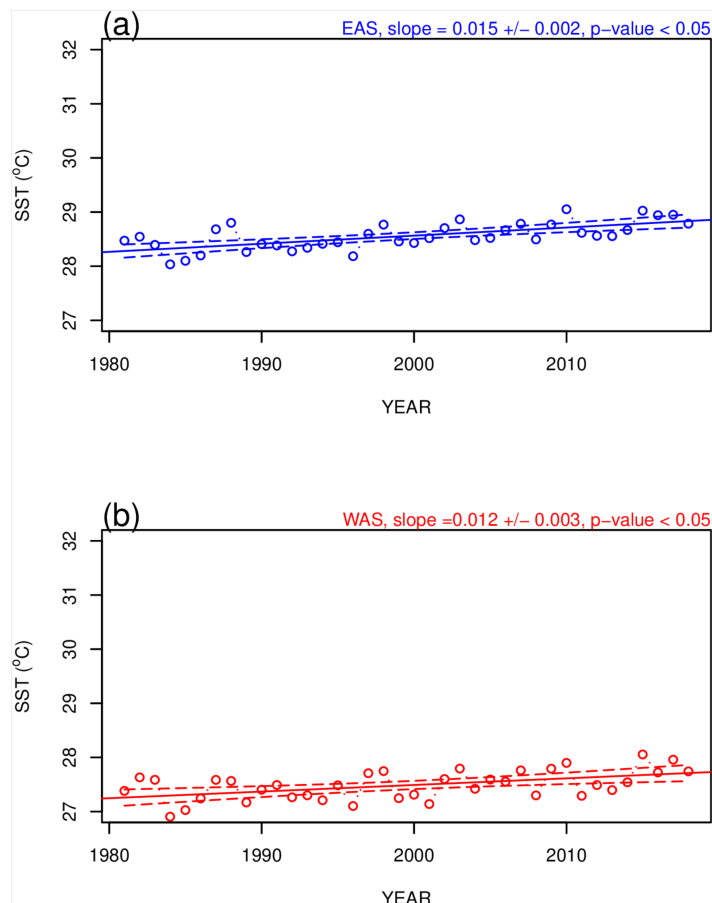 (a)
EAS, slope = 0.015 +/− 0.002, p−value < 0.05
32
31
30
29
28
27
SST (°C)
1980
1990
2000
2010
YEAR
(b)
WAS, slope =0.012 +/− 0.003, p−value < 0.05
32
31
30
29
28
27
SST (°C)
1980
1990
2000
2010
YEAR